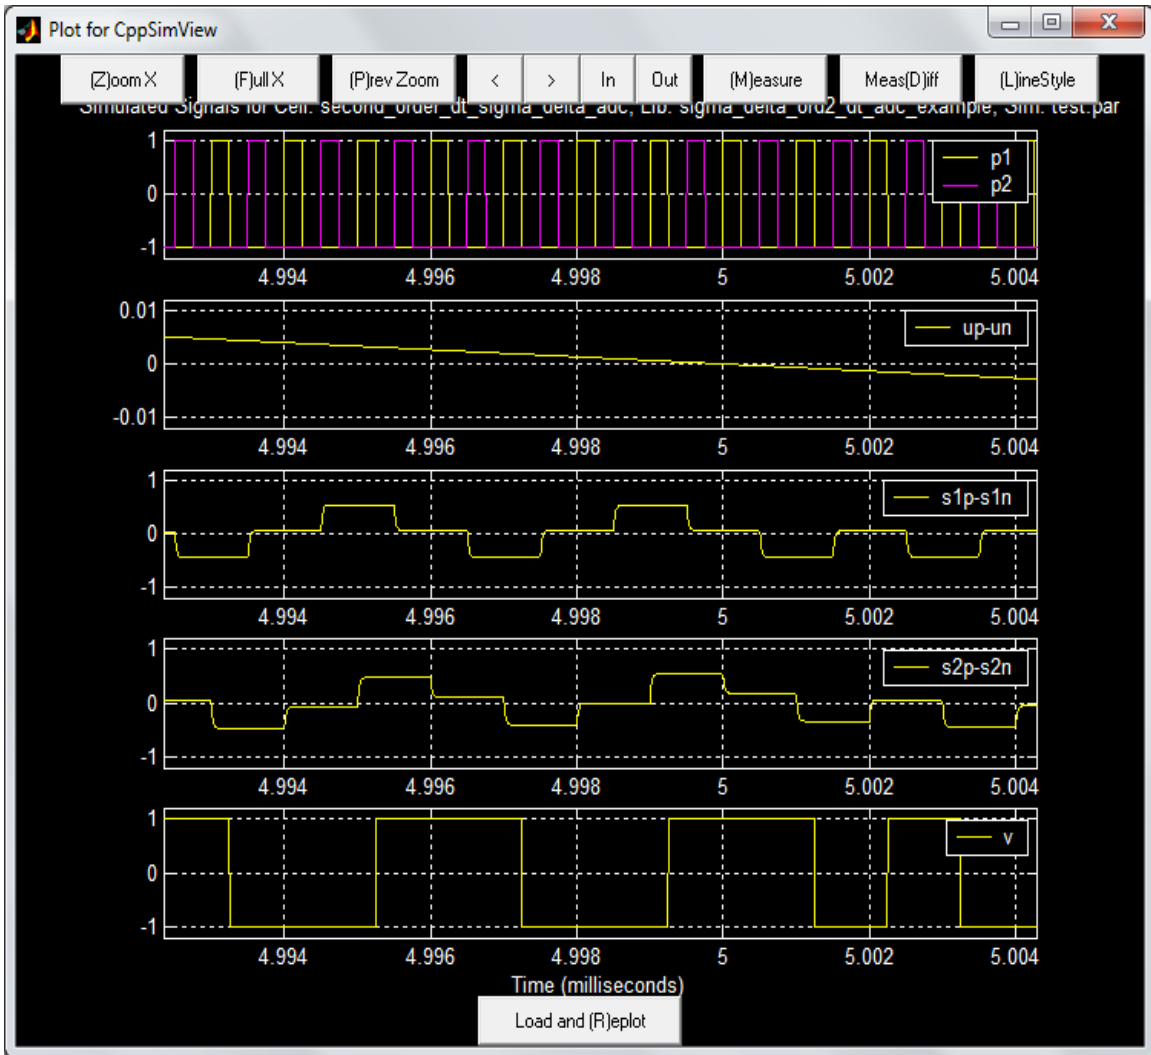 Plot for CppSimView
(Z)oom X (F)ull X (P)rev Zoom < > In Out (M)easure Meas(D)iff (L)ineStyle
Simulated Signals for Cell: second_order_dt_sigma_delta_adc, Lib: sigma_delta_ord2_dt_adc_example, Sim: test.par
1
0
-1
p1
p2
4.994 4.996 4.998 5 5.002 5.004
0.01
0
-0.01
up-un
4.994 4.996 4.998 5 5.002 5.004
1
0
-1
s1p-s1n
4.994 4.996 4.998 5 5.002 5.004
1
0
-1
s2p-s2n
4.994 4.996 4.998 5 5.002 5.004
1
0
-1
v
4.994 4.996 4.998 5 5.002 5.004
Time (milliseconds)
Load and (R)eplot